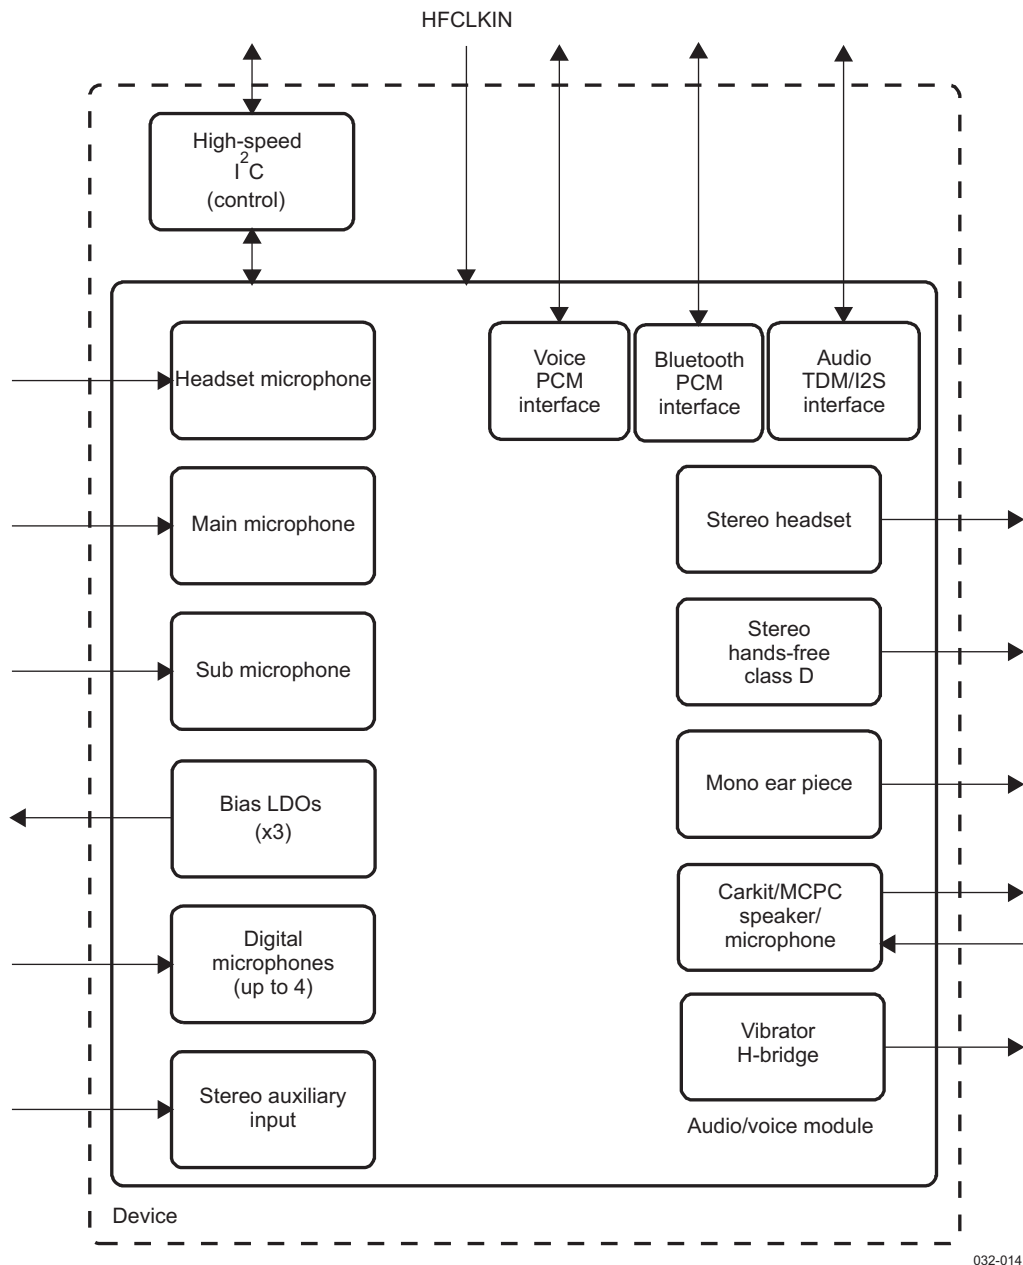 HFCLKIN
High-speed
I2C
(control)
Headset microphone
Voice
PCM
interface
Bluetooth
PCM
interface
Audio
TDM/I2S
interface
Main microphone
Stereo headset
Sub microphone
Stereo
hands-free
class D
Bias LDOs
(x3)
Mono ear piece
Digital
microphones
(up to 4)
Carkit/MCPC
speaker/
microphone
Stereo auxiliary
input
Vibrator
H-bridge
Audio/voice module
Device
032-014